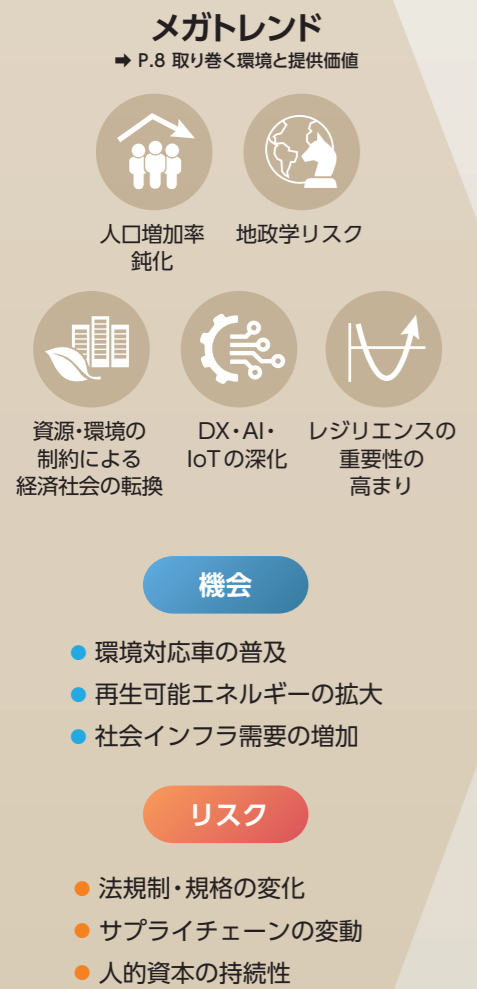 メガトレンド
➡ P.8 取り巻く環境と提供価値
人口増加率
鈍化
地政学リスク
資源・環境の
制約による
経済社会の転換
DX・AI・
IoTの深化
レジリエンスの
重要性の
高まり
機会
● 環境対応車の普及
● 再生可能エネルギーの拡大
● 社会インフラ需要の増加
リスク
● 法規制・規格の変化
● サプライチェーンの変動
● 人的資本の持続性